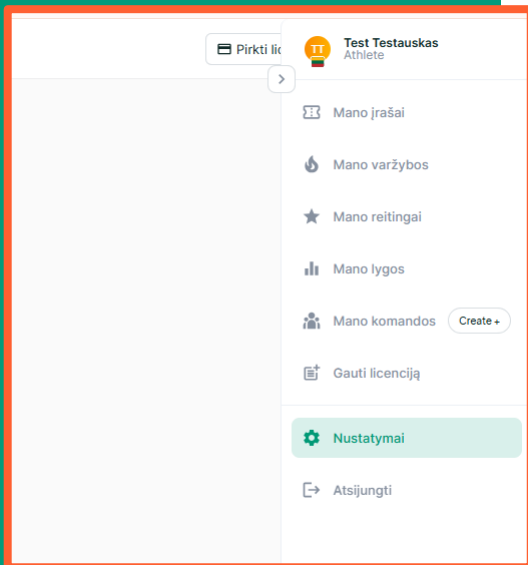 Pirkti lic
TT
Test Testauskas
Athlete
Mano įrašai
Mano varžybos
Mano reitingai
Mano lygos
Mano komandos
Create +
Gauti licenciją
Nustatymai
Atsijungti